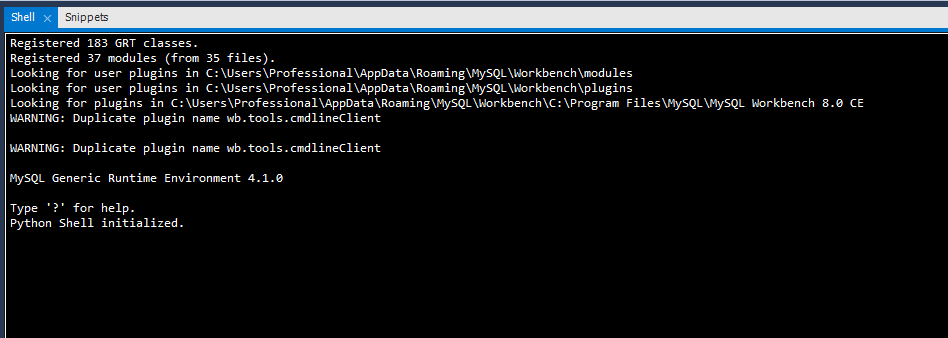 Shell × Snippets
Registered 183 GRT classes.
Registered 37 modules (from 35 files).
Looking for user plugins in C:\Users\Professional\AppData\Roaming\MySQL\Workbench\modules
Looking for user plugins in C:\Users\Professional\AppData\Roaming\MySQL\Workbench\plugins
Looking for plugins in C:\Users\Professional\AppData\Roaming\MySQL\Workbench\C:\Program Files\MySQL\MySQL Workbench 8.0 CE
WARNING: Duplicate plugin name wb.tools.cmdlineClient
WARNING: Duplicate plugin name wb.tools.cmdlineClient
MySQL Generic Runtime Environment 4.1.0
Type '?' for help.
Python Shell initialized.